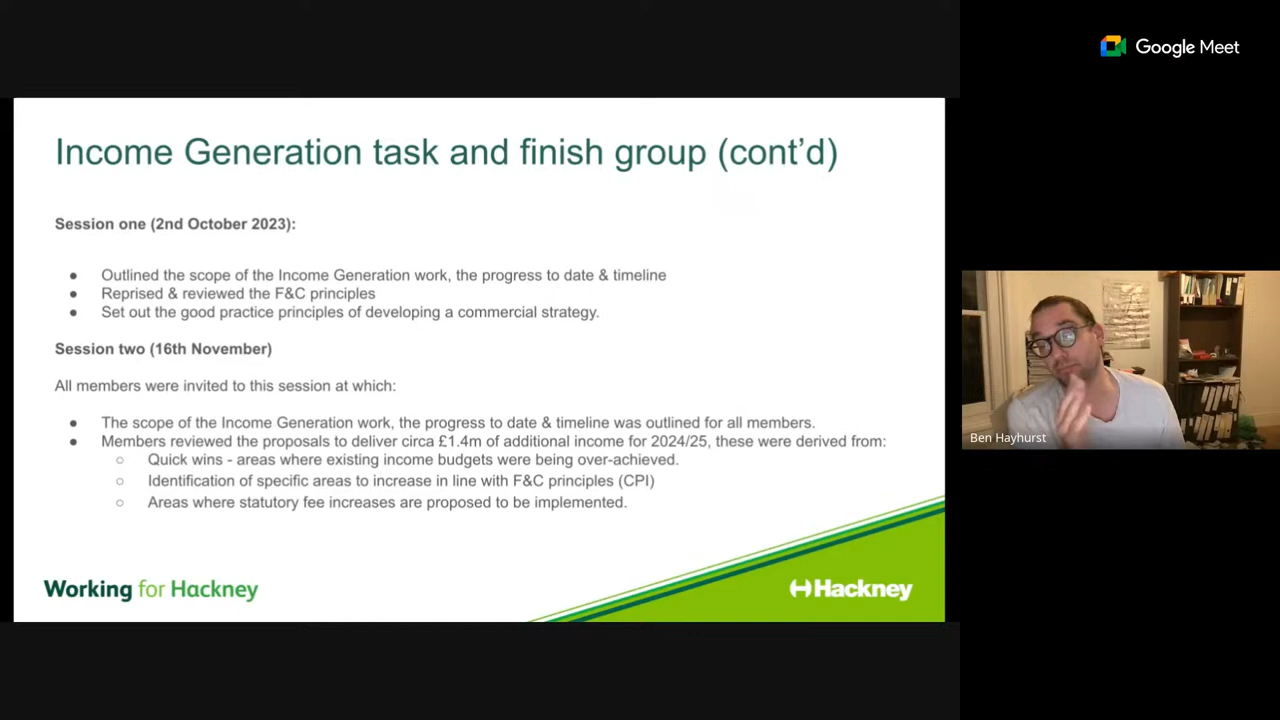 Google Meet
Income Generation task and finish group (cont’d)
Session one (2nd October 2023):
● Outlined the scope of the Income Generation work, the progress to date & timeline
● Reprised & reviewed the F&C principles
● Set out the good practice principles of developing a commercial strategy.
Session two (16th November)
All members were invited to this session at which:
● The scope of the Income Generation work, the progress to date & timeline was outlined for all members.
● Members reviewed the proposals to deliver circa £1.4m of additional income for 2024/25, these were derived from:
○ Quick wins - areas where existing income budgets were being over-achieved.
○ Identification of specific areas to increase in line with F&C principles (CPI)
○ Areas where statutory fee increases are proposed to be implemented.
Working for Hackney
Hackney
Ben Hayhurst